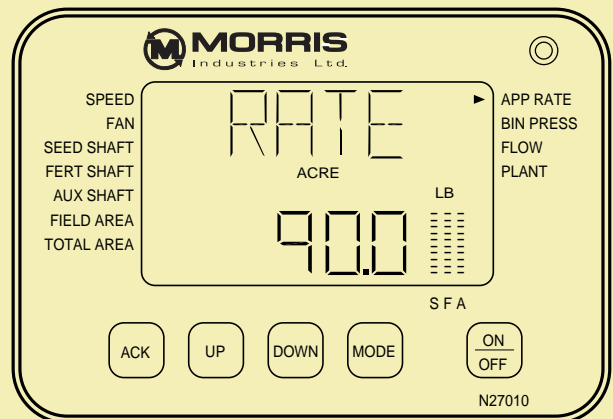 MORRIS
Industries Ltd.
SPEED
FAN
SEED SHAFT
FERT SHAFT
AUX SHAFT
FIELD AREA
TOTAL AREA
RATE
ACRE
LB
90.0
S F A
APP RATE
BIN PRESS
FLOW
PLANT
ACK
UP
DOWN
MODE
ON
OFF
N27010